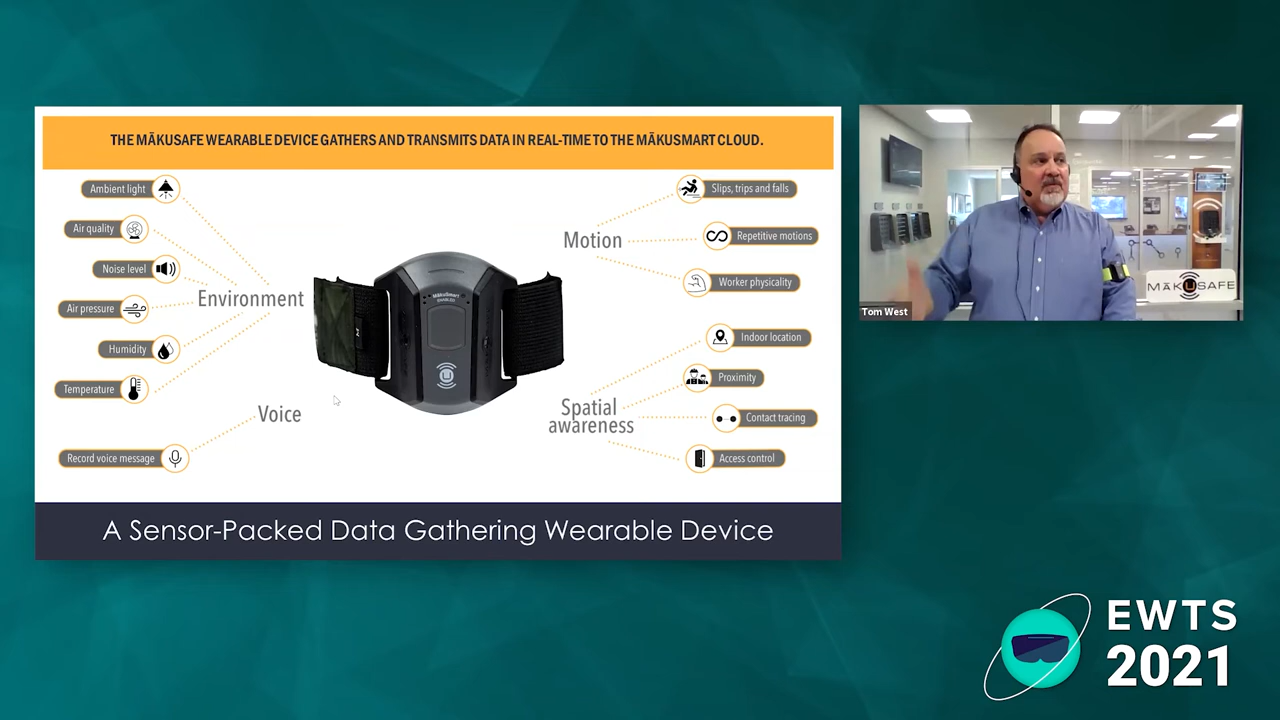 THE MĀKUSAFE WEARABLE DEVICE GATHERS AND TRANSMITS DATA IN REAL-TIME TO THE MĀKUSMART CLOUD.
Ambient light
Air quality
Noise level
Air pressure
Humidity
Temperature
Environment
Voice
Record voice message
MākuSmart
ENABLED
Motion
Slips, trips and falls
Repetitive motions
Worker physicality
Spatial
awareness
Indoor location
Proximity
Contact tracing
Access control
A Sensor-Packed Data Gathering Wearable Device
Tom West
MĀKUSAFE
EWTS
2021